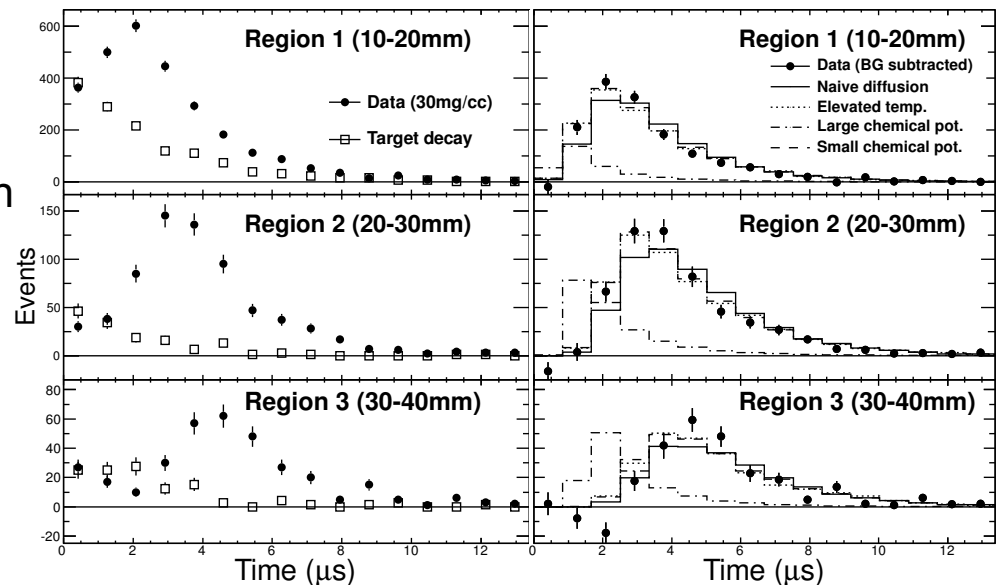 n
Events
600
400
200
0
Region 1 (10-20mm)
Data (30mg/cc)
Target decay
150
100
50
0
Region 2 (20-30mm)
80
60
40
20
0
-20
Region 3 (30-40mm)
0 2 4 6 8 10 12
Time (μs)
Region 1 (10-20mm)
Data (BG subtracted)
Naive diffusion
Elevated temp.
Large chemical pot.
Small chemical pot.
Region 2 (20-30mm)
Region 3 (30-40mm)
2 4 6 8 10 12
Time (μs)